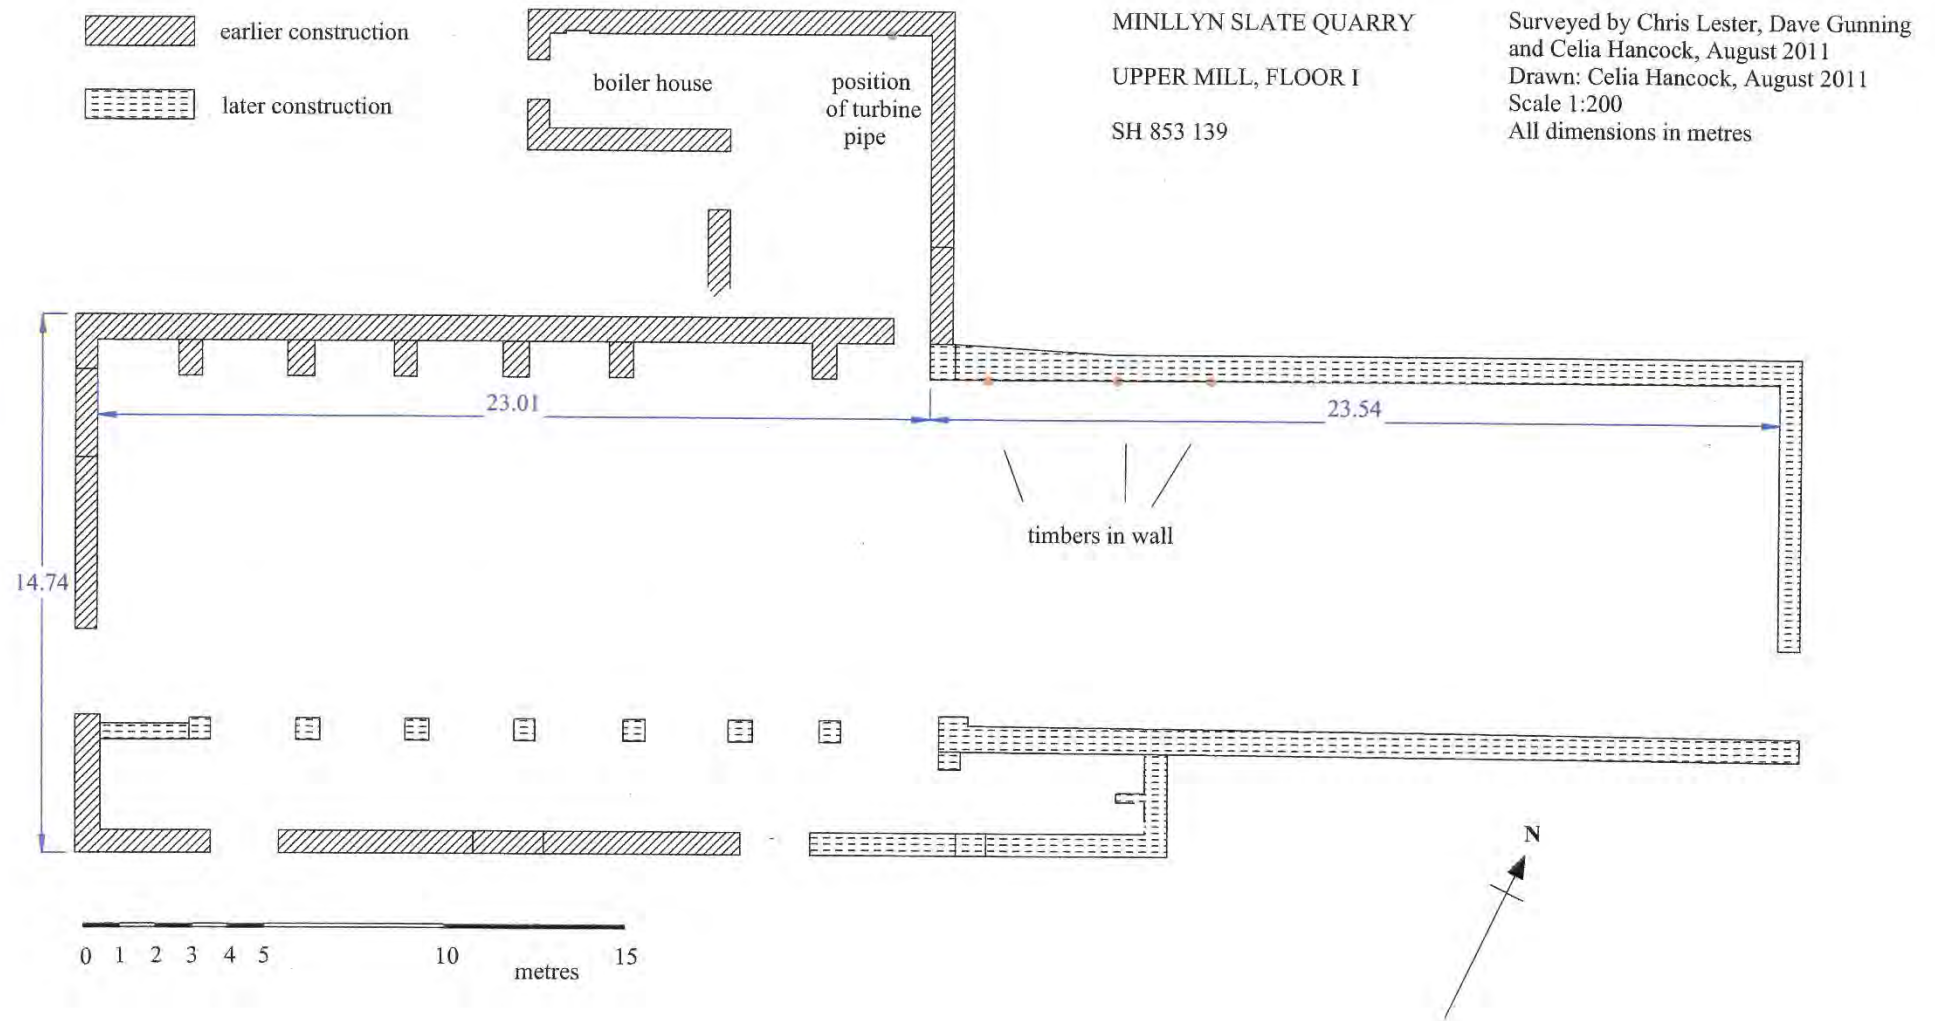 earlier construction
later construction
boiler house
position
of turbine
pipe
MINLLYN SLATE QUARRY
UPPER MILL, FLOOR I
SH 853 139
Surveyed by Chris Lester, Dave Gunning
and Celia Hancock, August 2011
Drawn: Celia Hancock, August 2011
Scale 1:200
All dimensions in metres
23.01
23.54
timbers in wall
14.74
N
0 1 2 3 4 5 10 15
metres